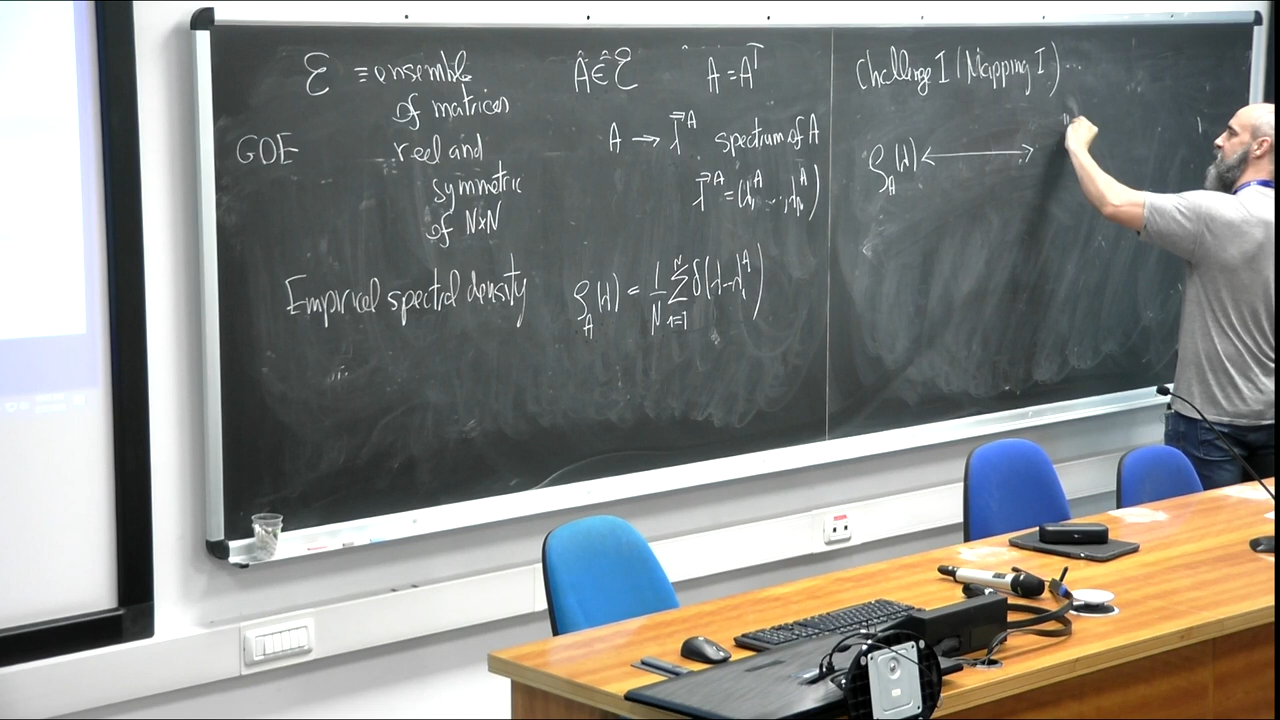 Ɛ ≡ ensemble
of matrices
real and
symmetric
of N×N
GOE
Â ∈ Ɛ̂ A = Aᵀ
A → λ⃗ᴬ spectrum of A
λ⃗ᴬ = (λ₁ᴬ, ..., λ_Nᴬ)
Empirical spectral density ρ_A(λ) = 1/N ∑_{i=1}^{N} δ(λ - λᵢᴬ)
Challenge I (Mapping I) ...
ρ_A(λ) ⟷ "